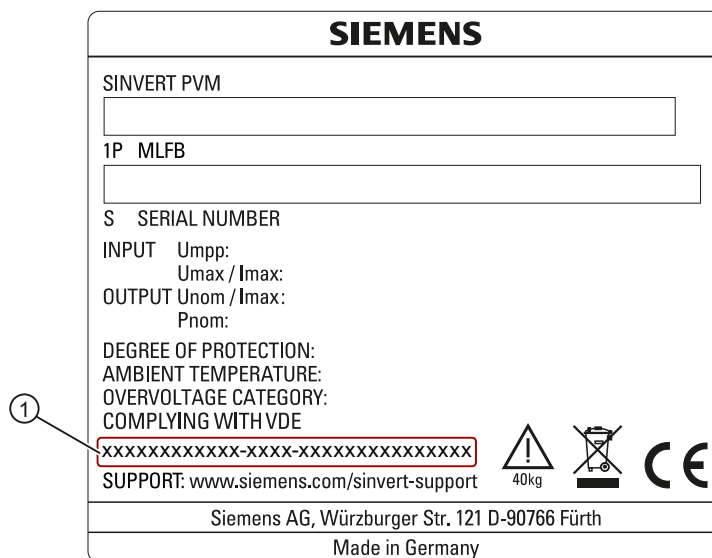 SIEMENS
SINVERT PVM
1P MLFB
S SERIAL NUMBER
INPUT Umpp:
Umax / Imax:
OUTPUT Unom / Imax:
Pnom:
DEGREE OF PROTECTION:
AMBIENT TEMPERATURE:
OVERVOLTAGE CATEGORY:
COMPLYING WITH VDE
1
xxxxxxxxxxxx-xxxx-xxxxxxxxxxxxxxx
SUPPORT: www.siemens.com/sinvert-support
40kg
CE
Siemens AG, Würzburger Str. 121 D-90766 Fürth
Made in Germany